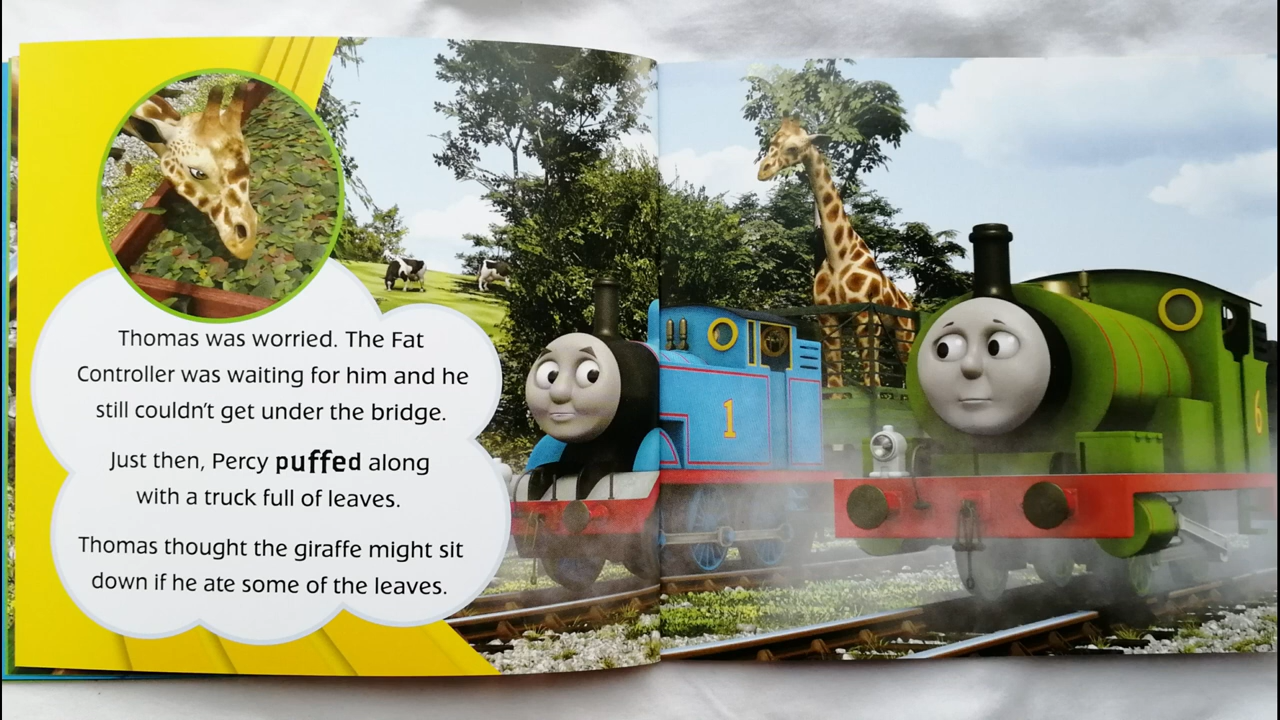 Thomas was worried. The Fat
Controller was waiting for him and he
still couldn't get under the bridge.
Just then, Percy puffed along
with a truck full of leaves.
Thomas thought the giraffe might sit
down if he ate some of the leaves.
1
6